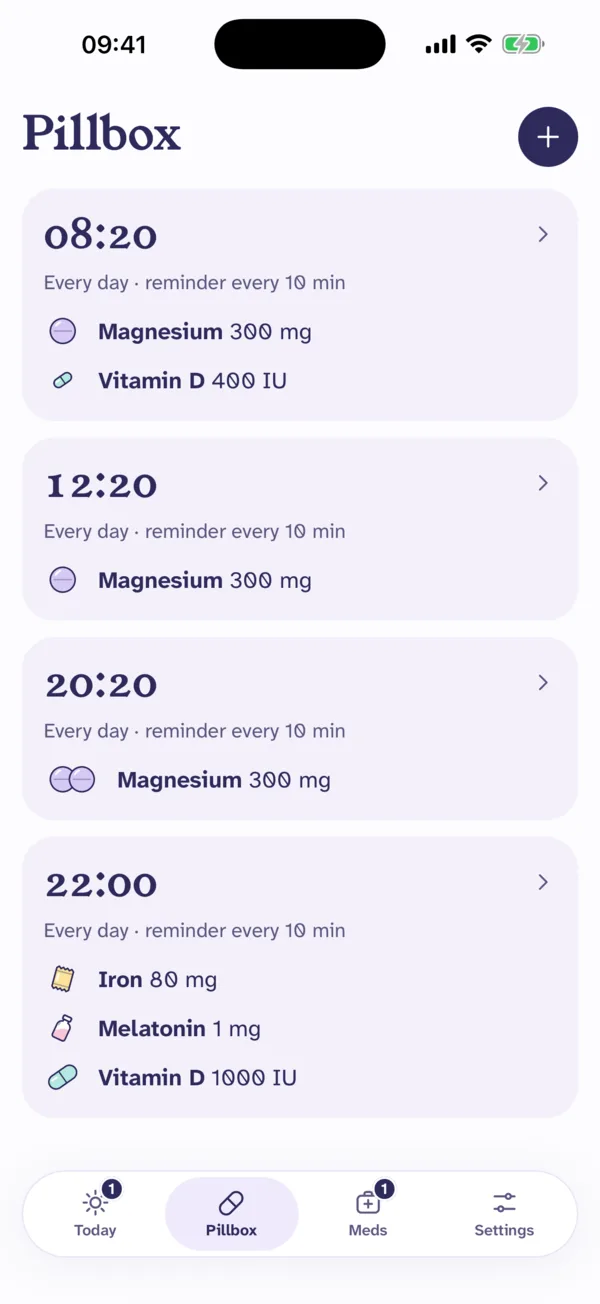 09:41
Pillbox
08:20
Every day · reminder every 10 min
Magnesium 300 mg
Vitamin D 400 IU
12:20
Every day · reminder every 10 min
Magnesium 300 mg
20:20
Every day · reminder every 10 min
Magnesium 300 mg
22:00
Every day · reminder every 10 min
Iron 80 mg
Melatonin 1 mg
Vitamin D 1000 IU
1 1
Today Pillbox Meds Settings